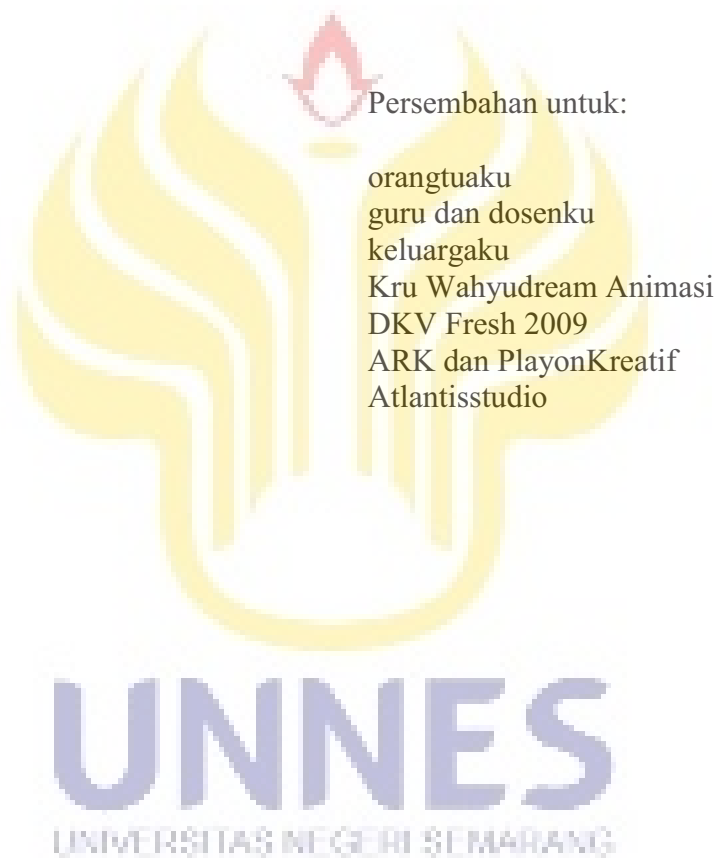 Persembahan untuk:
orangtuaku
guru dan dosenku
keluargaku
Kru Wahyudream Animasi
DKV Fresh 2009
ARK dan PlayonKreatif
Atlantisstudio
UNNES
UNIVERSITAS NEGERI SEMARANG